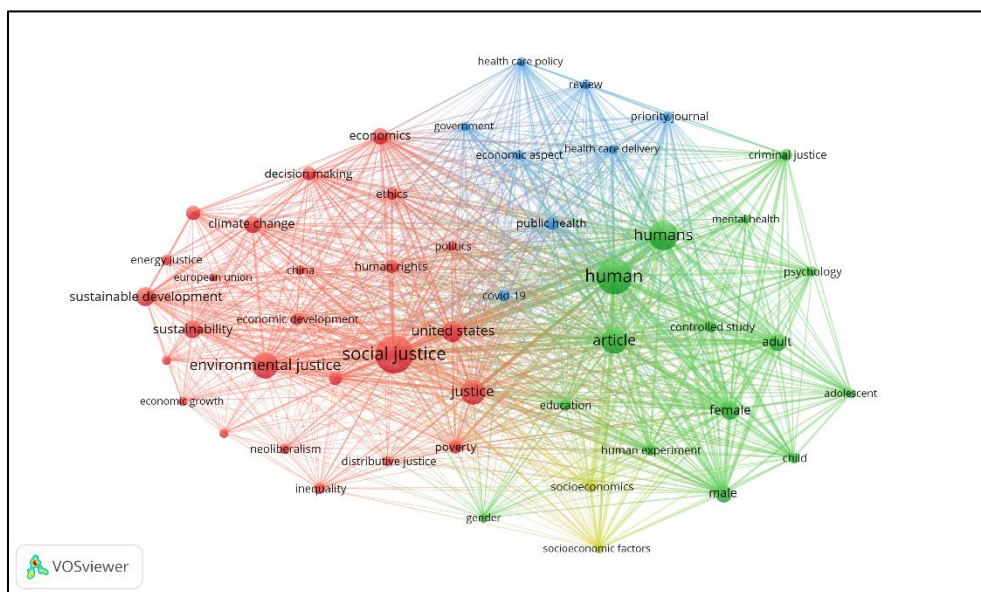 health care policy
review
priority journal
government
economics
economic aspect
health care delivery
criminal justice
decision making
ethics
mental health
climate change
public health
humans
politics
energy justice
china
human rights
human
psychology
european union
sustainable development
covid-19
economic development
sustainability
united states
controlled study
article
adult
social justice
environmental justice
justice
adolescent
economic growth
education
female
neoliberalism
poverty
human experiment
distributive justice
child
inequality
socioeconomics
male
gender
socioeconomic factors
VOSviewer